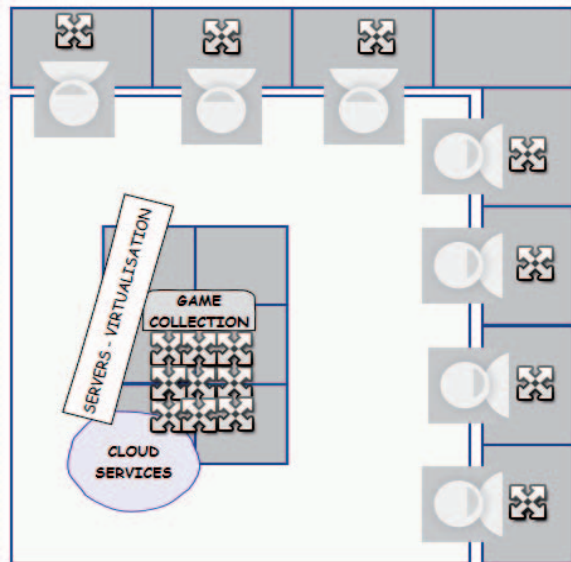 SERVERS - VIRTUALISATION
GAME
COLLECTION
CLOUD
SERVICES